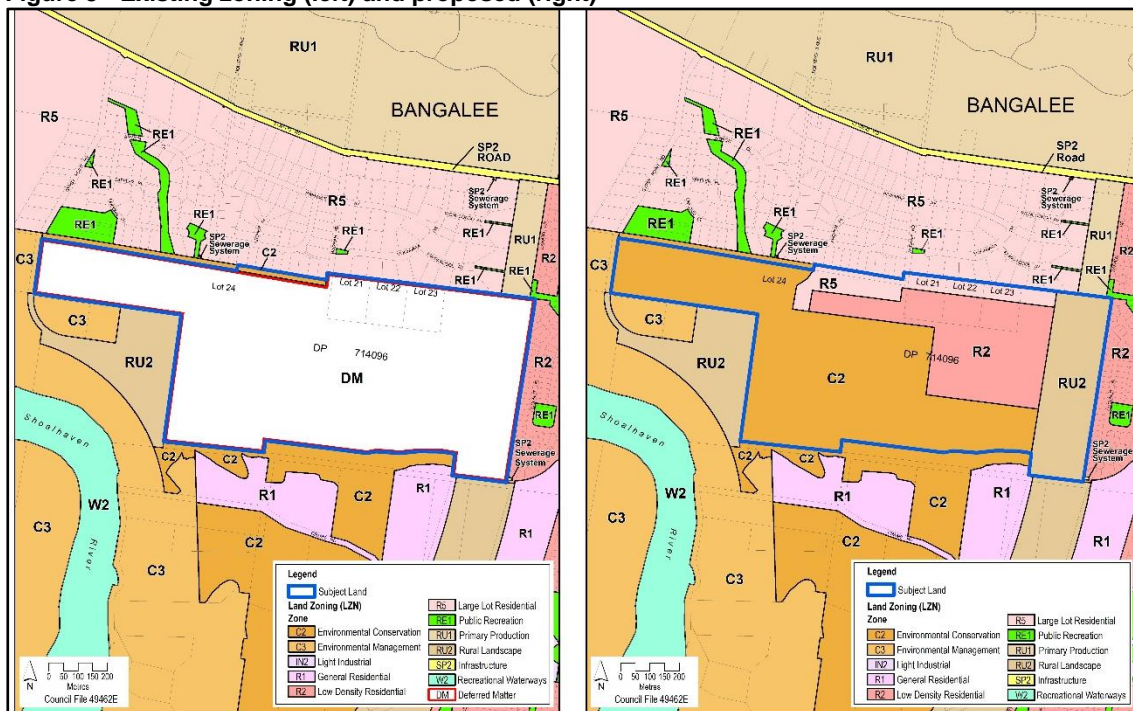 Figure 3 - Existing zoning (left) and proposed (right)
RU1
BANGALEE
R5
RE1
SP2
ROAD
RE1
R5
SP2
Sewerage
System
RE1
RE1
RE1
SP2
Sewerage
System
RE1
RU1
RE1
RE1
R2
C2
C3
Lot 24
Lot 21
Lot 22
Lot 23
C3
RU2
DP 714096
DM
R2
RE1
Shoalhaven
River
W2
C2
C2
SP2
Sewerage
System
R1
C2
R1
C3
C2
C3
R1
Legend
Subject Land
Land Zoning (LZN)
Zone
C2 Environmental Conservation
C3 Environmental Management
IN2 Light Industrial
R1 General Residential
R2 Low Density Residential
R5 Large Lot Residential
RE1 Public Recreation
RU1 Primary Production
RU2 Rural Landscape
SP2 Infrastructure
W2 Recreational Waterways
DM Deferred Matter
N
0 50 100 150 200
Metres
Council File 49462E
RU1
BANGALEE
R5
RE1
SP2
Road
RE1
R5
SP2
Sewerage
System
RE1
RE1
RE1
SP2
Sewerage
System
RE1
RU1
RE1
RE1
R2
C3
Lot 24
R5
Lot 21
Lot 22
Lot 23
C3
RU2
DP 714096
R2
C2
RU2
R2
RE1
Shoalhaven
River
W2
C2
C2
SP2
Sewerage
System
R1
C2
R1
C3
C2
C3
R1
Legend
Subject Land
Land Zoning (LZN)
Zone
C2 Environmental Conservation
C3 Environmental Management
IN2 Light Industrial
R1 General Residential
R2 Low Density Residential
R5 Large Lot Residential
RE1 Public Recreation
RU1 Primary Production
RU2 Rural Landscape
SP2 Infrastructure
W2 Recreational Waterways
N
0 50 100 150 200
Metres
Council File 49462E